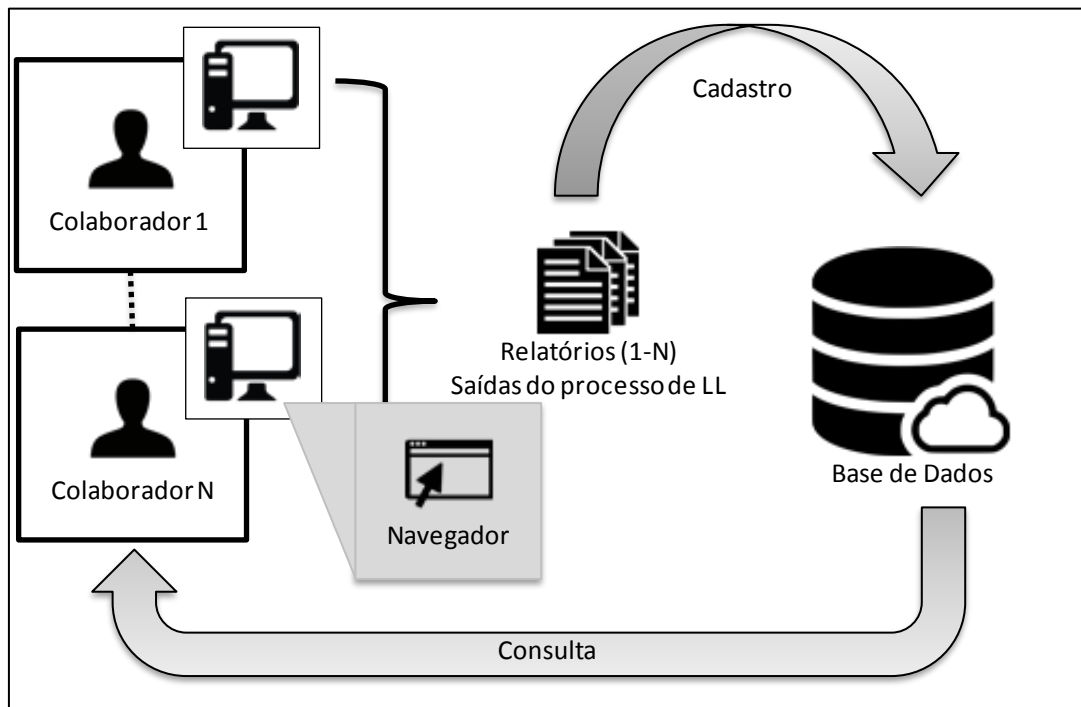 Cadastro
Colaborador 1
Relatórios (1-N)
Saídas do processo de LL
Base de Dados
Colaborador N
Navegador
Consulta